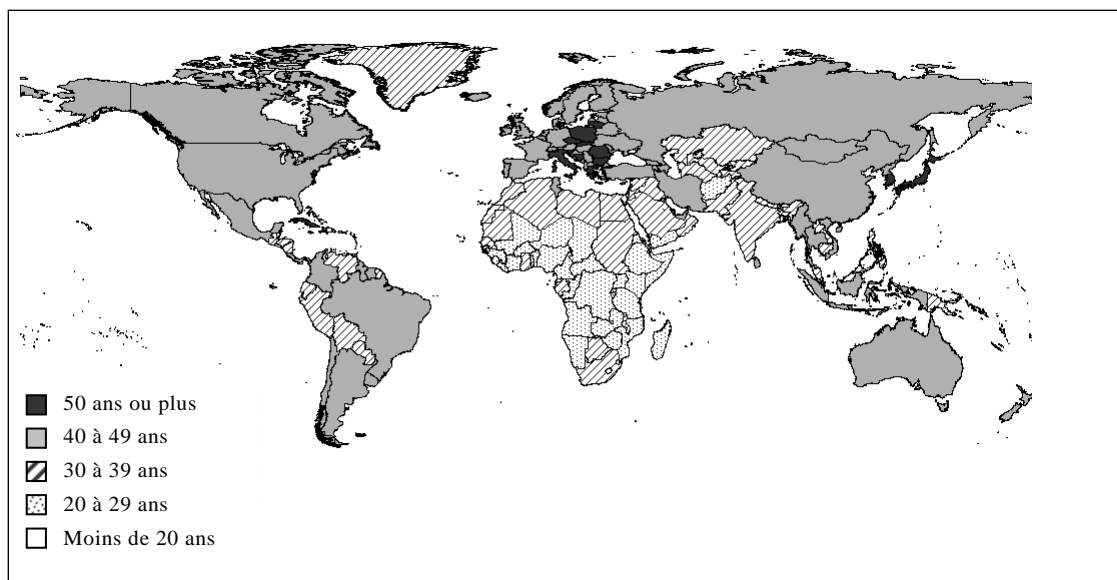 50 ans ou plus
40 à 49 ans
30 à 39 ans
20 à 29 ans
Moins de 20 ans